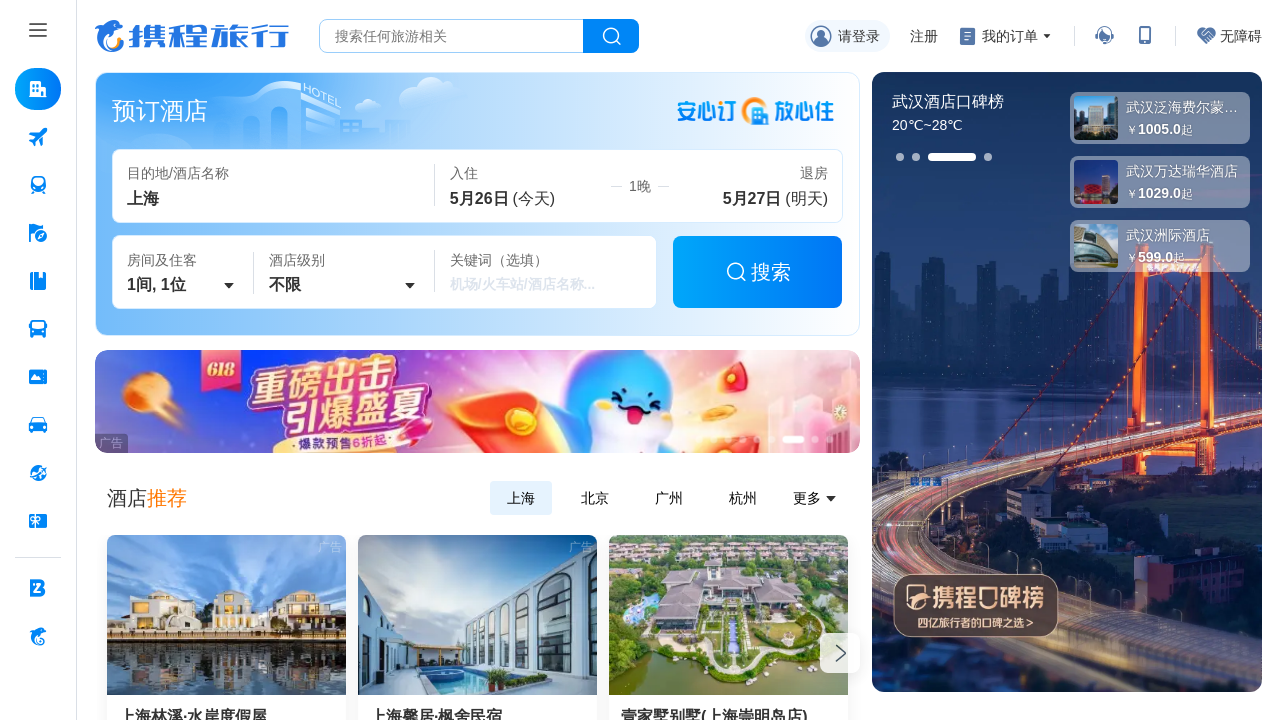 携程旅行
搜索任何旅游相关
请登录
注册
我的订单
无障碍
预订酒店
HOTEL
安心订 放心住
目的地/酒店名称
上海
入住
5月26日 (今天)
1晚
退房
5月27日 (明天)
房间及住客
1间, 1位
酒店级别
不限
关键词（选填）
机场/火车站/酒店名称...
搜索
武汉酒店口碑榜
20℃~28℃
武汉泛海费尔蒙…
￥1005.0起
武汉万达瑞华酒店
￥1029.0起
武汉洲际酒店
￥599.0起
携程口碑榜
四亿旅行者的口碑之选 >
618
重磅出击
引爆盛夏
·爆款预售6折起·
广告
酒店推荐
上海
北京
广州
杭州
更多
广告
广告
上海林溪·水岸度假屋
上海馨居·枫舍民宿
壹家墅别墅(上海崇明岛店)